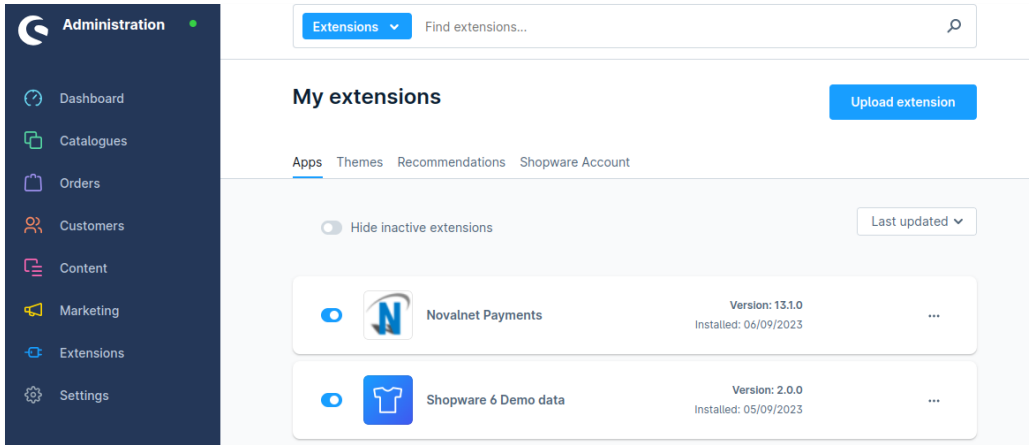 Administration
Dashboard
Catalogues
Orders
Customers
Content
Marketing
Extensions
Settings
Extensions
Find extensions...
My extensions
Upload extension
Apps Themes Recommendations Shopware Account
Hide inactive extensions
Last updated
Novalnet Payments
Version: 13.1.0
Installed: 06/09/2023
Shopware 6 Demo data
Version: 2.0.0
Installed: 05/09/2023